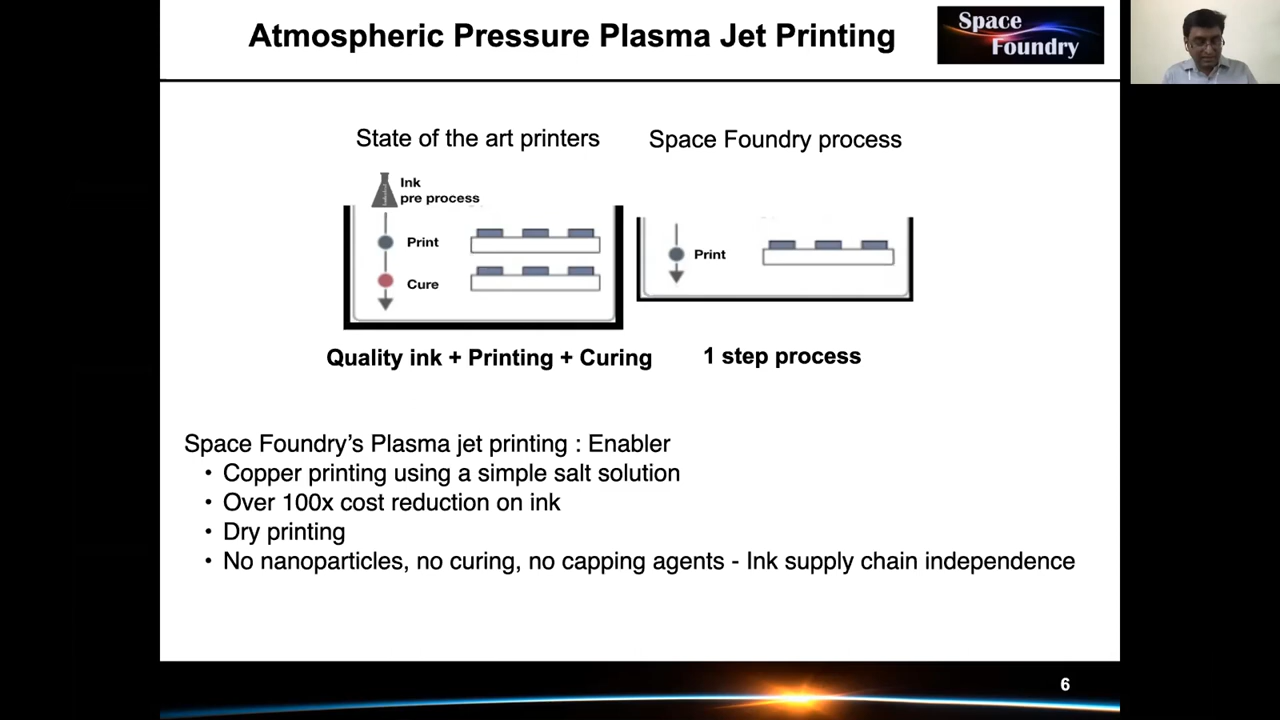 Atmospheric Pressure Plasma Jet Printing
Space
Foundry
State of the art printers
Space Foundry process
Ink
pre process
Print
Cure
Print
Quality ink + Printing + Curing
1 step process
Space Foundry’s Plasma jet printing : Enabler
• Copper printing using a simple salt solution
• Over 100x cost reduction on ink
• Dry printing
• No nanoparticles, no curing, no capping agents - Ink supply chain independence
6